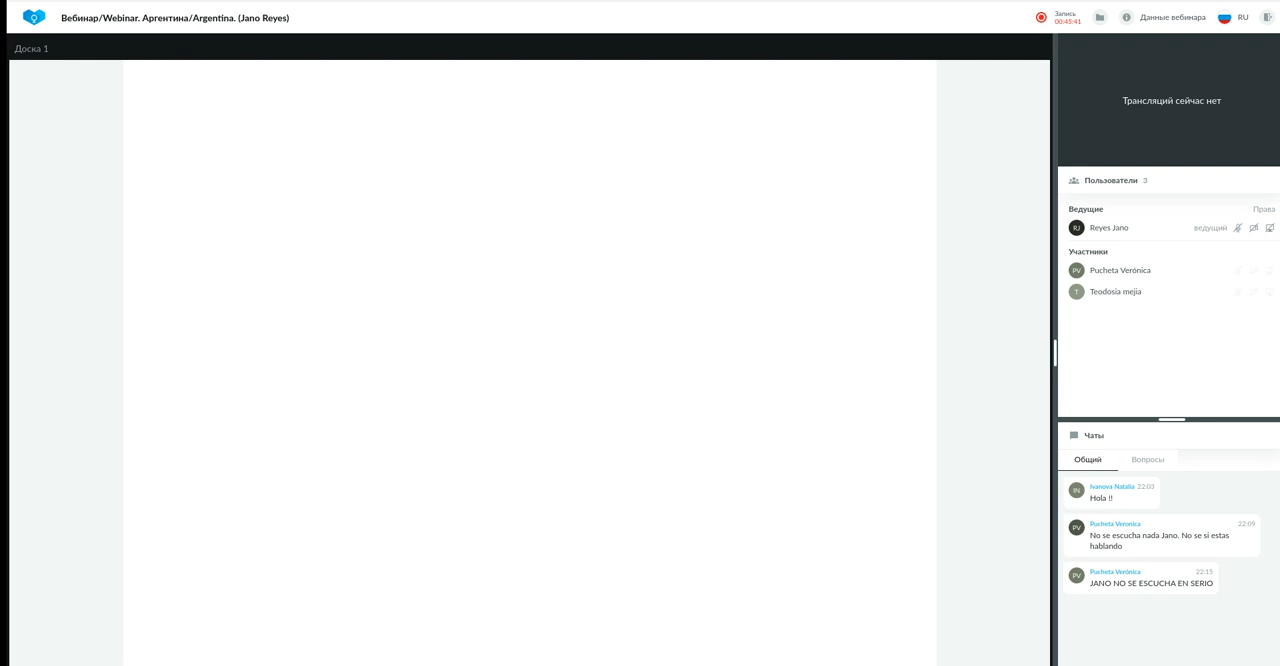 Вебинар/Webinar. Аргентина/Argentina. (Jano Reyes)
Запись
00:45:41
Данные вебинара
RU
Доска 1
Трансляций сейчас нет
Пользователи 3
Ведущие Права
RJ Reyes Jano ведущий
Участники
PV Pucheta Verónica
T Teodosia mejia
Чаты
Общий Вопросы
IN Ivanova Natalia 22:03
Hola !!
PV Pucheta Veronica 22:09
No se escucha nada Jano. No se si estas
hablando
PV Pucheta Verónica 22:15
JANO NO SE ESCUCHA EN SERIO